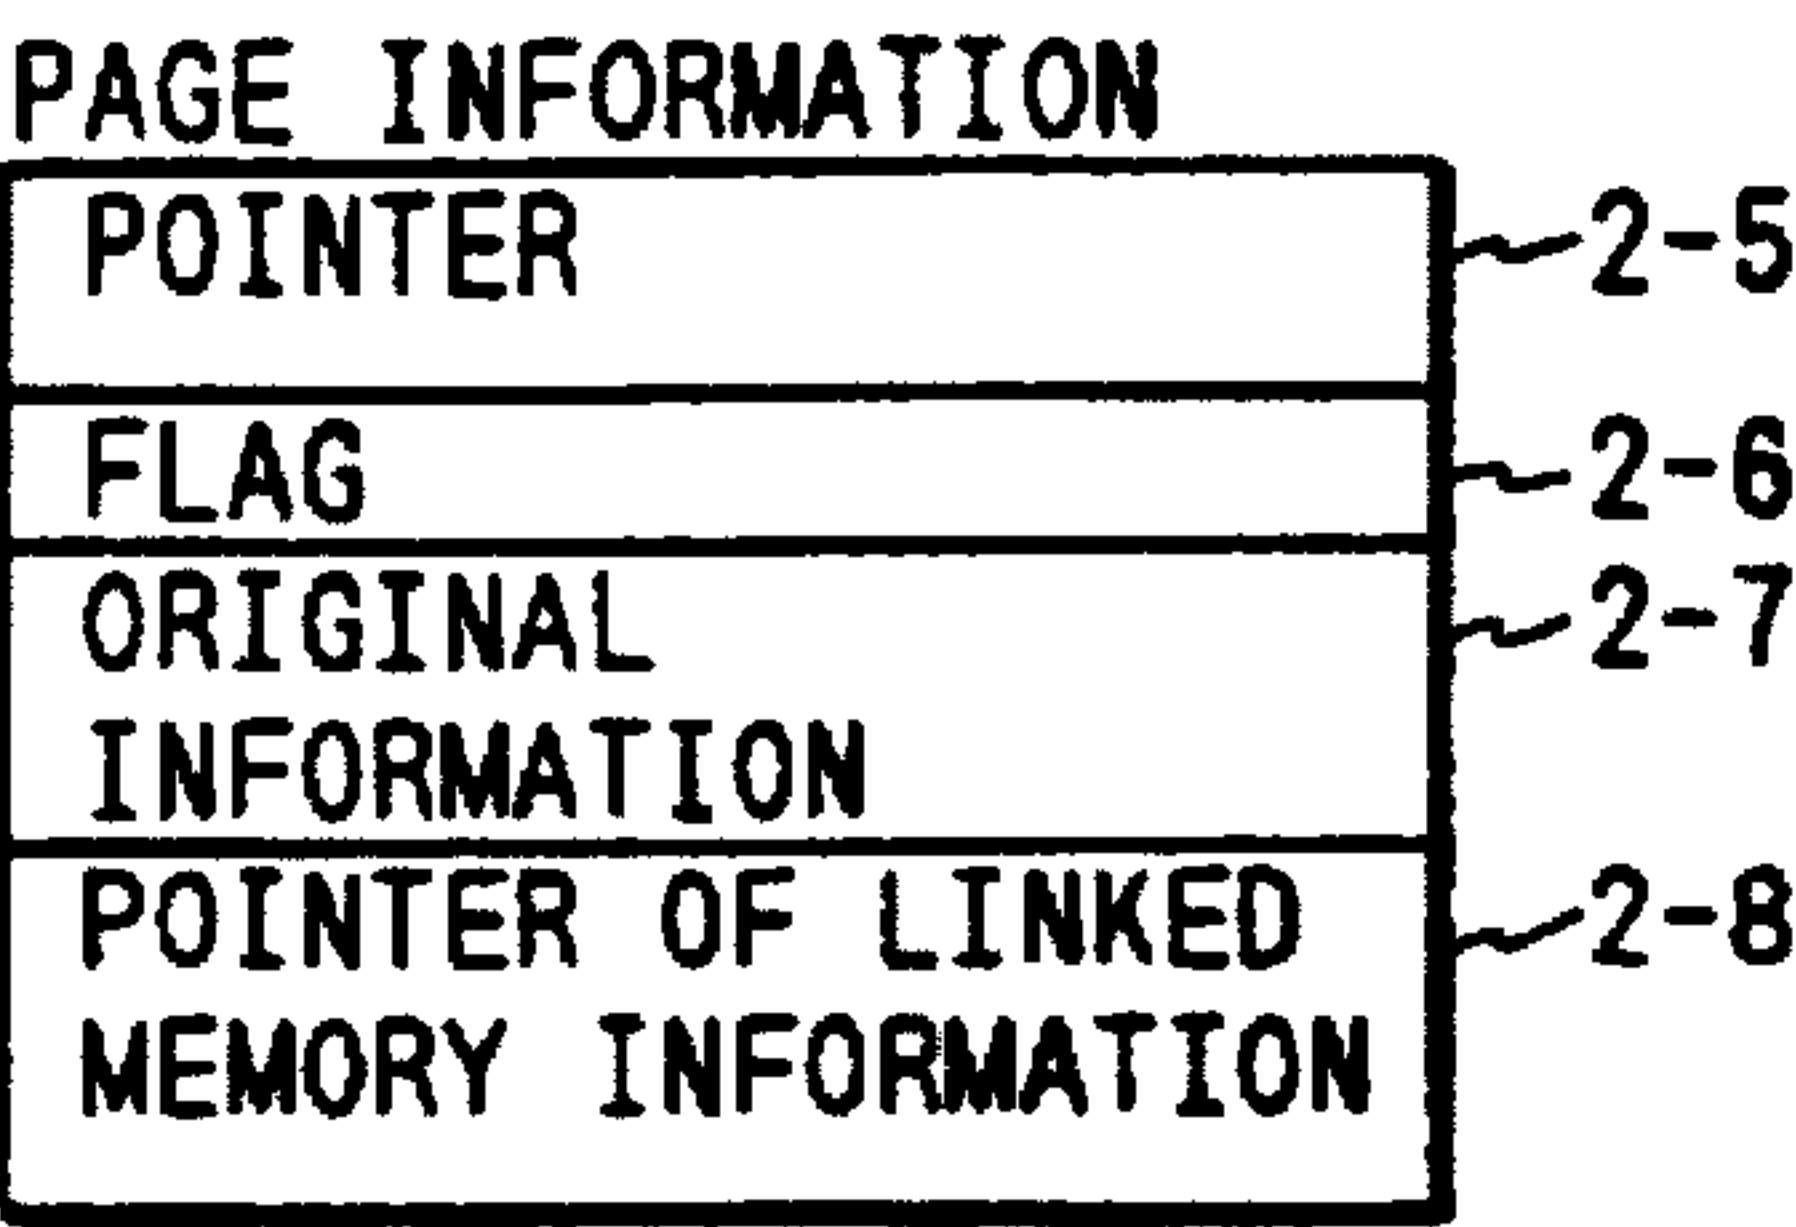 PAGE INFORMATION
POINTER 2-5
FLAG 2-6
ORIGINAL 2-7
INFORMATION
POINTER OF LINKED 2-8
MEMORY INFORMATION